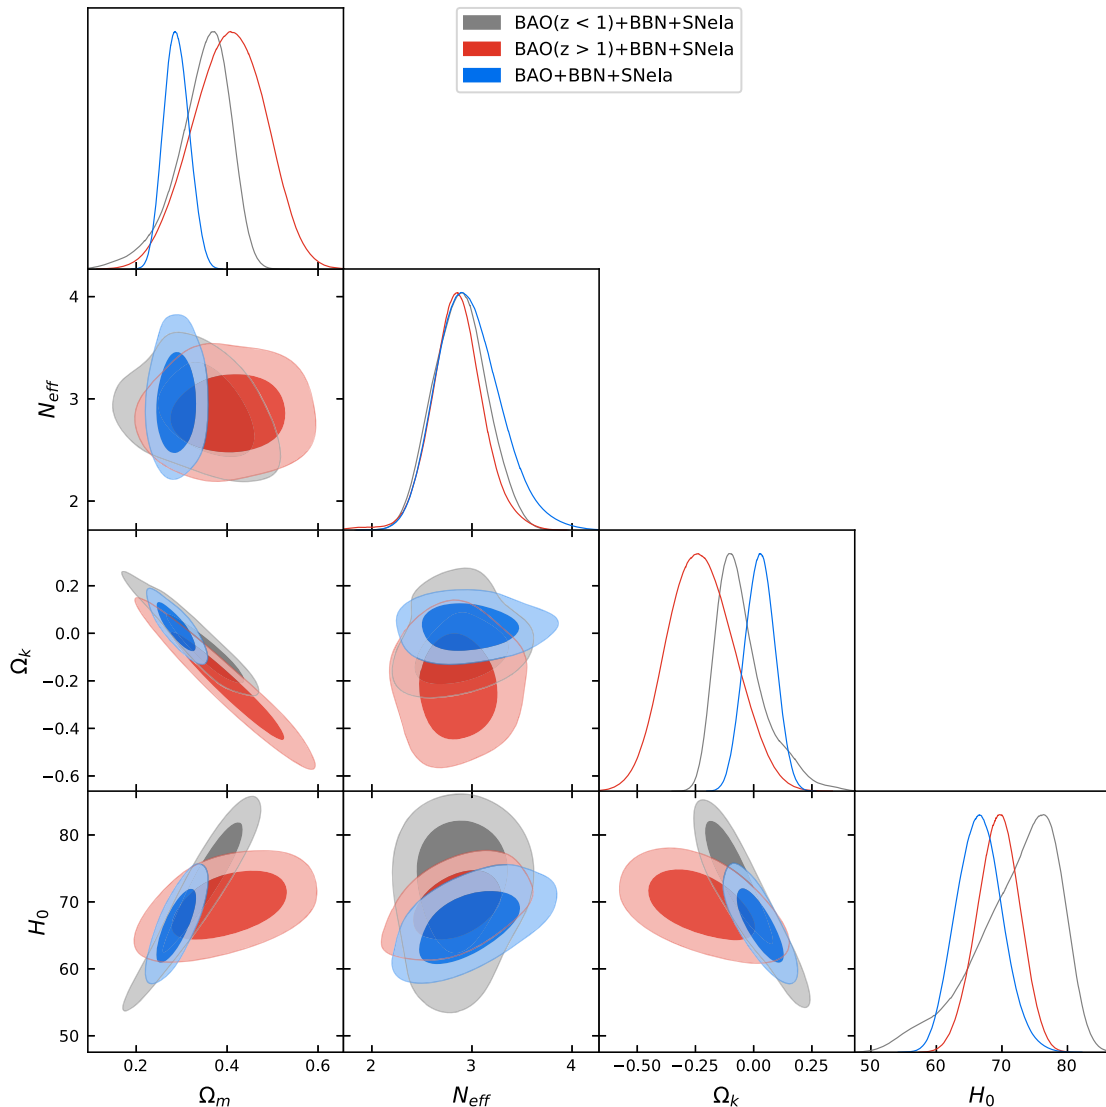 BAO(z < 1)+BBN+SNeIa
BAO(z > 1)+BBN+SNeIa
BAO+BBN+SNeIa
4
3
2
N_eff
0.2
0.0
−0.2
−0.4
−0.6
Ω_k
80
70
60
50
H_0
0.2 0.4 0.6
2 3 4
−0.50 −0.25 0.00 0.25
50 60 70 80
Ω_m N_eff Ω_k H_0